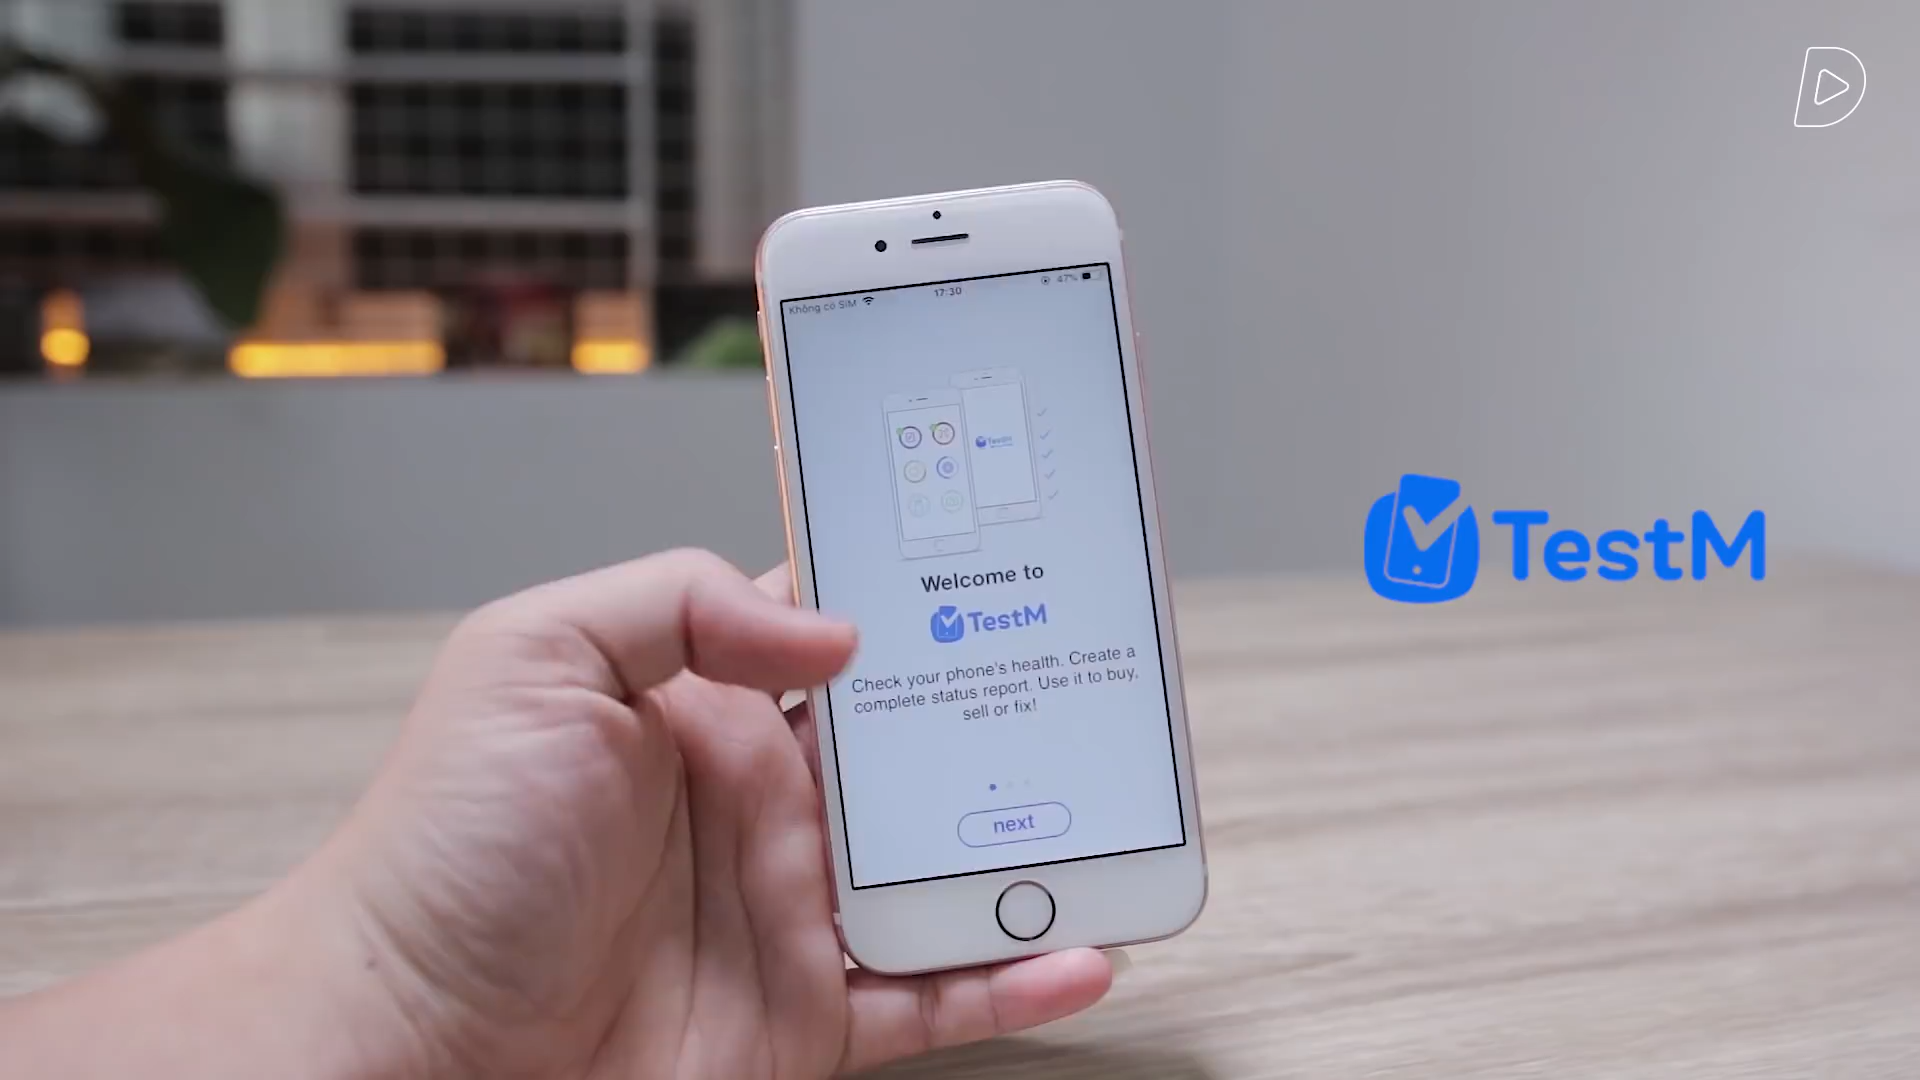 Không có SIM
17:30
47%
TestM
Welcome to
TestM
Check your phone's health. Create a
complete status report. Use it to buy,
sell or fix!
next
TestM